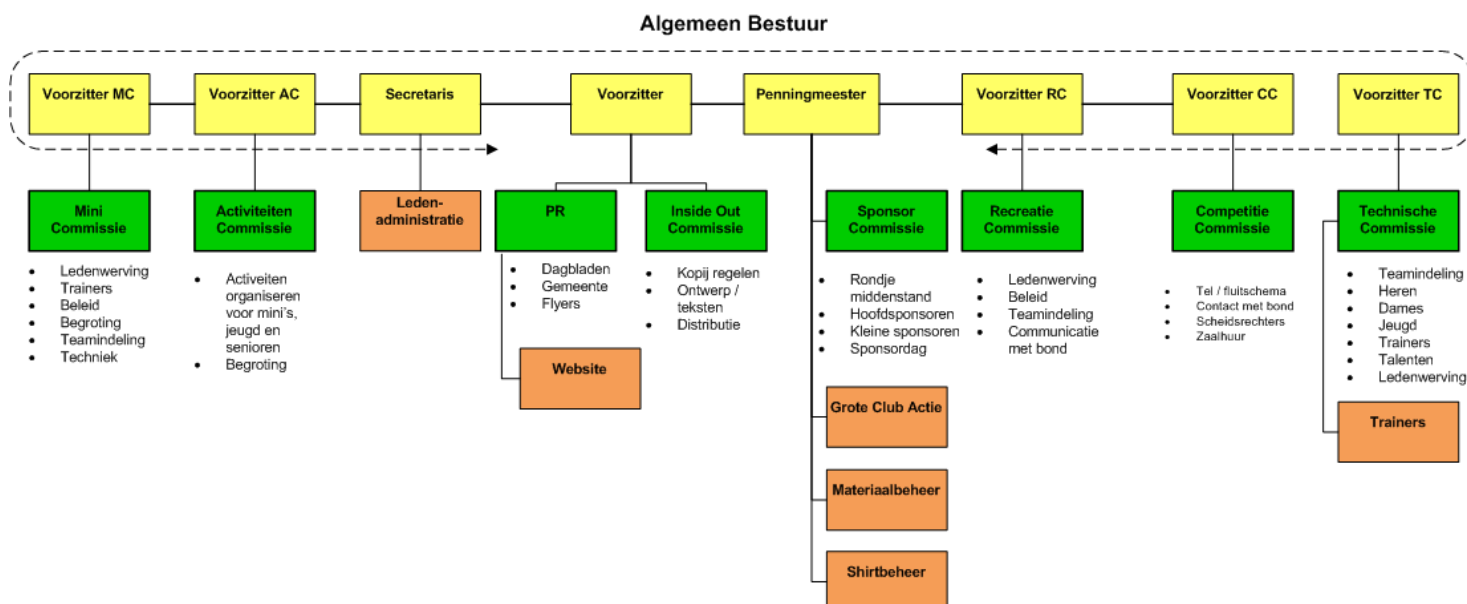 Algemeen Bestuur
Voorzitter MC
Voorzitter AC
Secretaris
Voorzitter
Penningmeester
Voorzitter RC
Voorzitter CC
Voorzitter TC
Mini
Commissie
Activiteiten
Commissie
Leden-
administratie
PR
Inside Out
Commissie
Sponsor
Commissie
Recreatie
Commissie
Competitie
Commissie
Technische
Commissie
• Ledenwerving
• Trainers
• Beleid
• Begroting
• Teamindeling
• Techniek
• Activeiten
organiseren
voor mini's,
jeugd en
senioren
• Begroting
• Dagbladen
• Gemeente
• Flyers
Website
• Kopij regelen
• Ontwerp /
teksten
• Distributie
• Rondje
middenstand
• Hoofdsponsoren
• Kleine sponsoren
• Sponsordag
Grote Club Actie
Materiaalbeheer
Shirtbeheer
• Ledenwerving
• Beleid
• Teamindeling
• Communicatie
met bond
• Tel / fluitschema
• Contact met bond
• Scheidsrechters
• Zaalhuur
• Teamindeling
• Heren
• Dames
• Jeugd
• Trainers
• Talenten
• Ledenwerving
Trainers